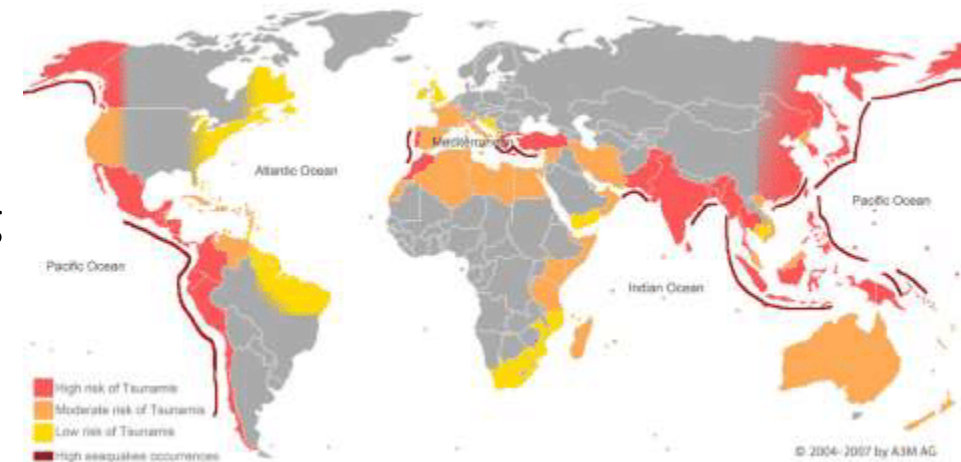 Mediterranean
Atlantic Ocean
Pacific Ocean
Pacific Ocean
Indian Ocean
High risk of Tsunamis
Moderate risk of Tsunamis
Low risk of Tsunamis
High seaquakes occurrences
© 2004-2007 by A3M AG